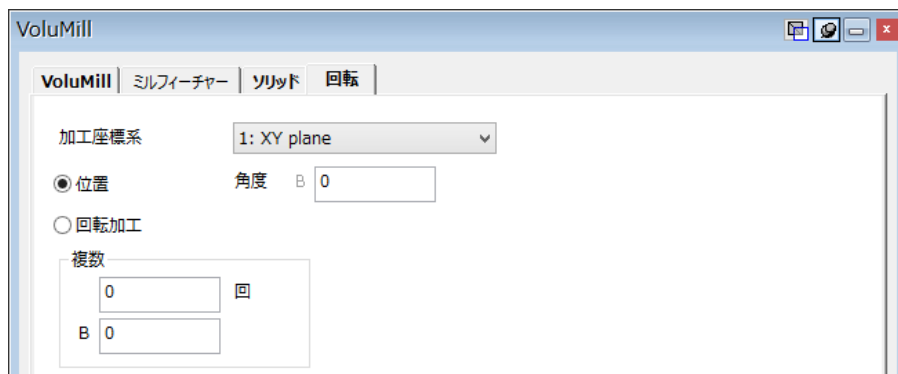 VoluMill
VoluMill ミルフィーチャー ソリッド 回転
加工座標系 1: XY plane
位置 角度 B 0
回転加工
複数
0 回
B 0